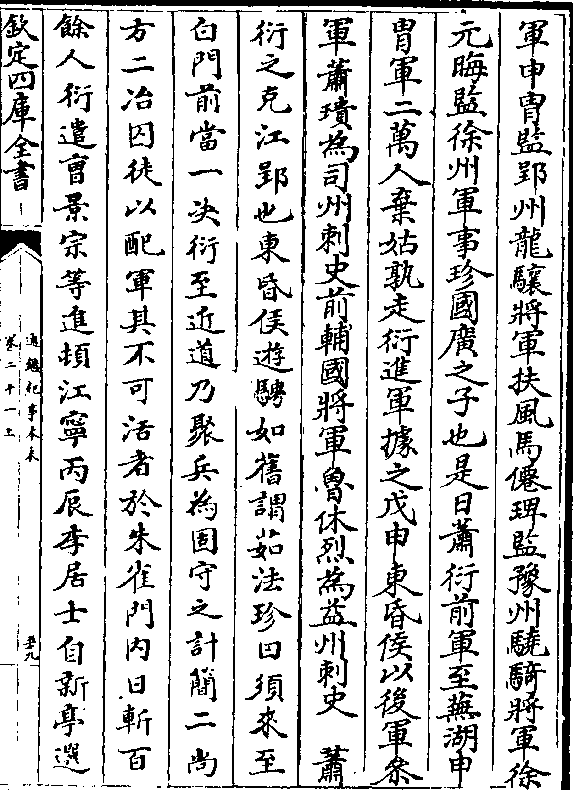 軍申胄監郢州龍驤將軍扶風馬僊琕監豫州驍騎將軍徐
元晦監徐州軍事珍國廣之子也是日蕭衍前軍至蕪湖申
胃軍二萬人棄姑孰走衍進軍據之戊申東昏侯以後軍叅
軍蕭璝為司州刺史前輔國將軍魯休烈為益州刺史　蕭
衍之克江郢也東昏侯遊騁如舊謂茹法珍曰須來至
白門前當一決衍至近道乃聚兵為固守之計簡二尚
方二冶囚徒以配軍其不可活者於朱雀門內日斬百
餘人衍遣曹景宗等進頓江寧丙辰李居士自新亭選
欽定四庫全書
通鑑紀事本末
卷二十一上
五九